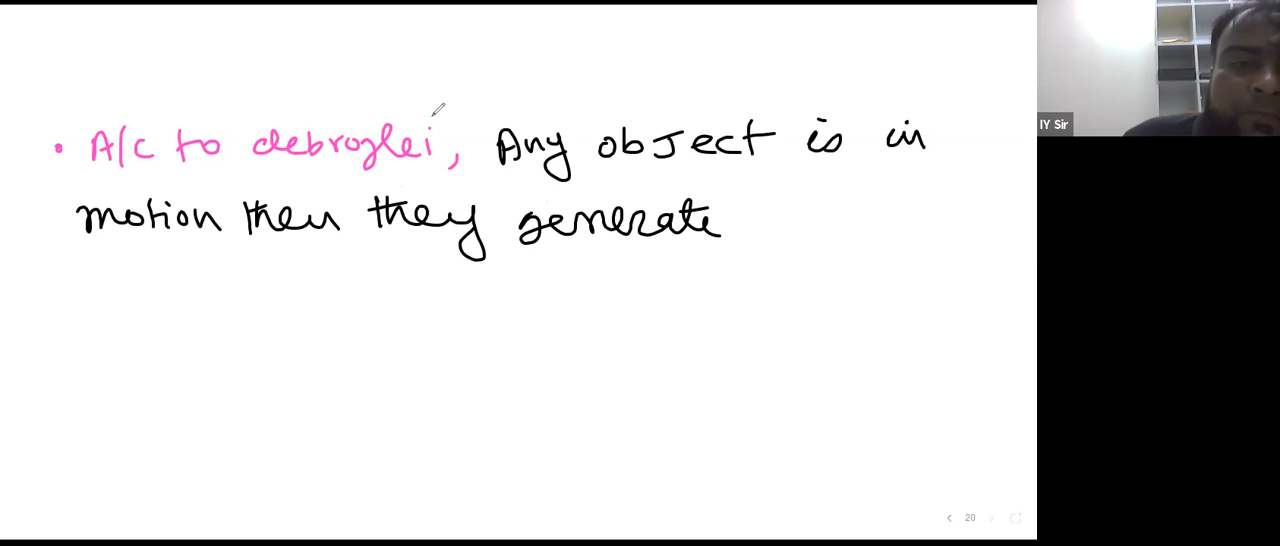 • A/c to debroglei, Any object is in
motion then they generate
IY Sir
20